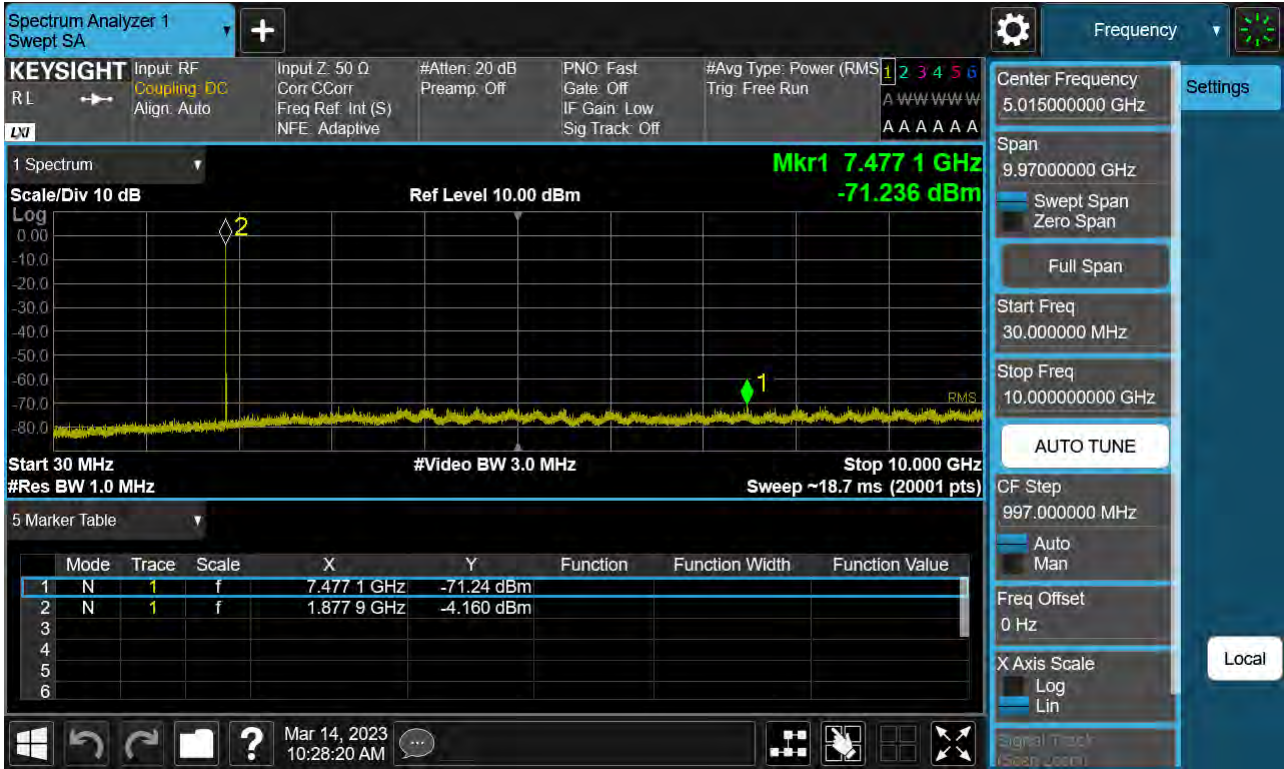 Spectrum Analyzer 1
Swept SA
+
Frequency
KEYSIGHT
RL
LXI
Input: RF
Coupling: DC
Align: Auto
Input Z: 50 Ω
Corr CCorr
Freq Ref: Int (S)
NFE: Adaptive
#Atten: 20 dB
Preamp: Off
PNO: Fast
Gate: Off
IF Gain: Low
Sig Track: Off
#Avg Type: Power (RMS
Trig: Free Run
1 2 3 4 5 6
A W W W W W
A A A A A A
1 Spectrum
Scale/Div 10 dB
Ref Level 10.00 dBm
Mkr1 7.477 1 GHz
-71.236 dBm
Log
0.00
-10.0
-20.0
-30.0
-40.0
-50.0
-60.0
-70.0
-80.0
2
1
RMS
Start 30 MHz
#Video BW 3.0 MHz
Stop 10.000 GHz
#Res BW 1.0 MHz
Sweep ~18.7 ms (20001 pts)
5 Marker Table
Mode Trace Scale X Y Function Function Width Function Value
1 N 1 f 7.477 1 GHz -71.24 dBm
2 N 1 f 1.877 9 GHz -4.160 dBm
3
4
5
6
Mar 14, 2023
10:28:20 AM
?
Center Frequency
5.015000000 GHz
Settings
Span
9.97000000 GHz
Swept Span
Zero Span
Full Span
Start Freq
30.000000 MHz
Stop Freq
10.000000000 GHz
AUTO TUNE
CF Step
997.000000 MHz
Auto
Man
Freq Offset
0 Hz
X Axis Scale
Log
Lin
Local
Signal Track
(Span Zoom)